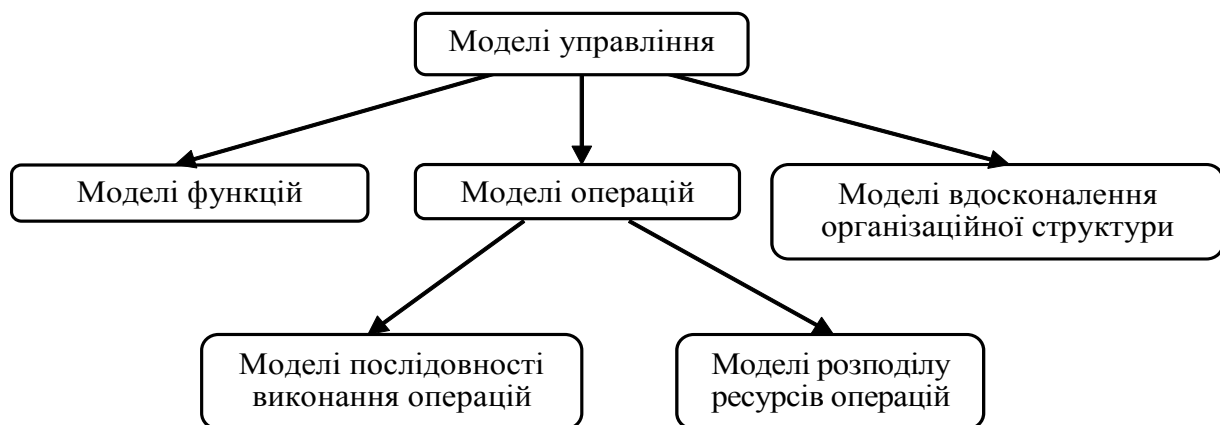 Моделі управління
Моделі функцій
Моделі операцій
Моделі вдосконалення
організаційної структури
Моделі послідовності
виконання операцій
Моделі розподілу
ресурсів операцій